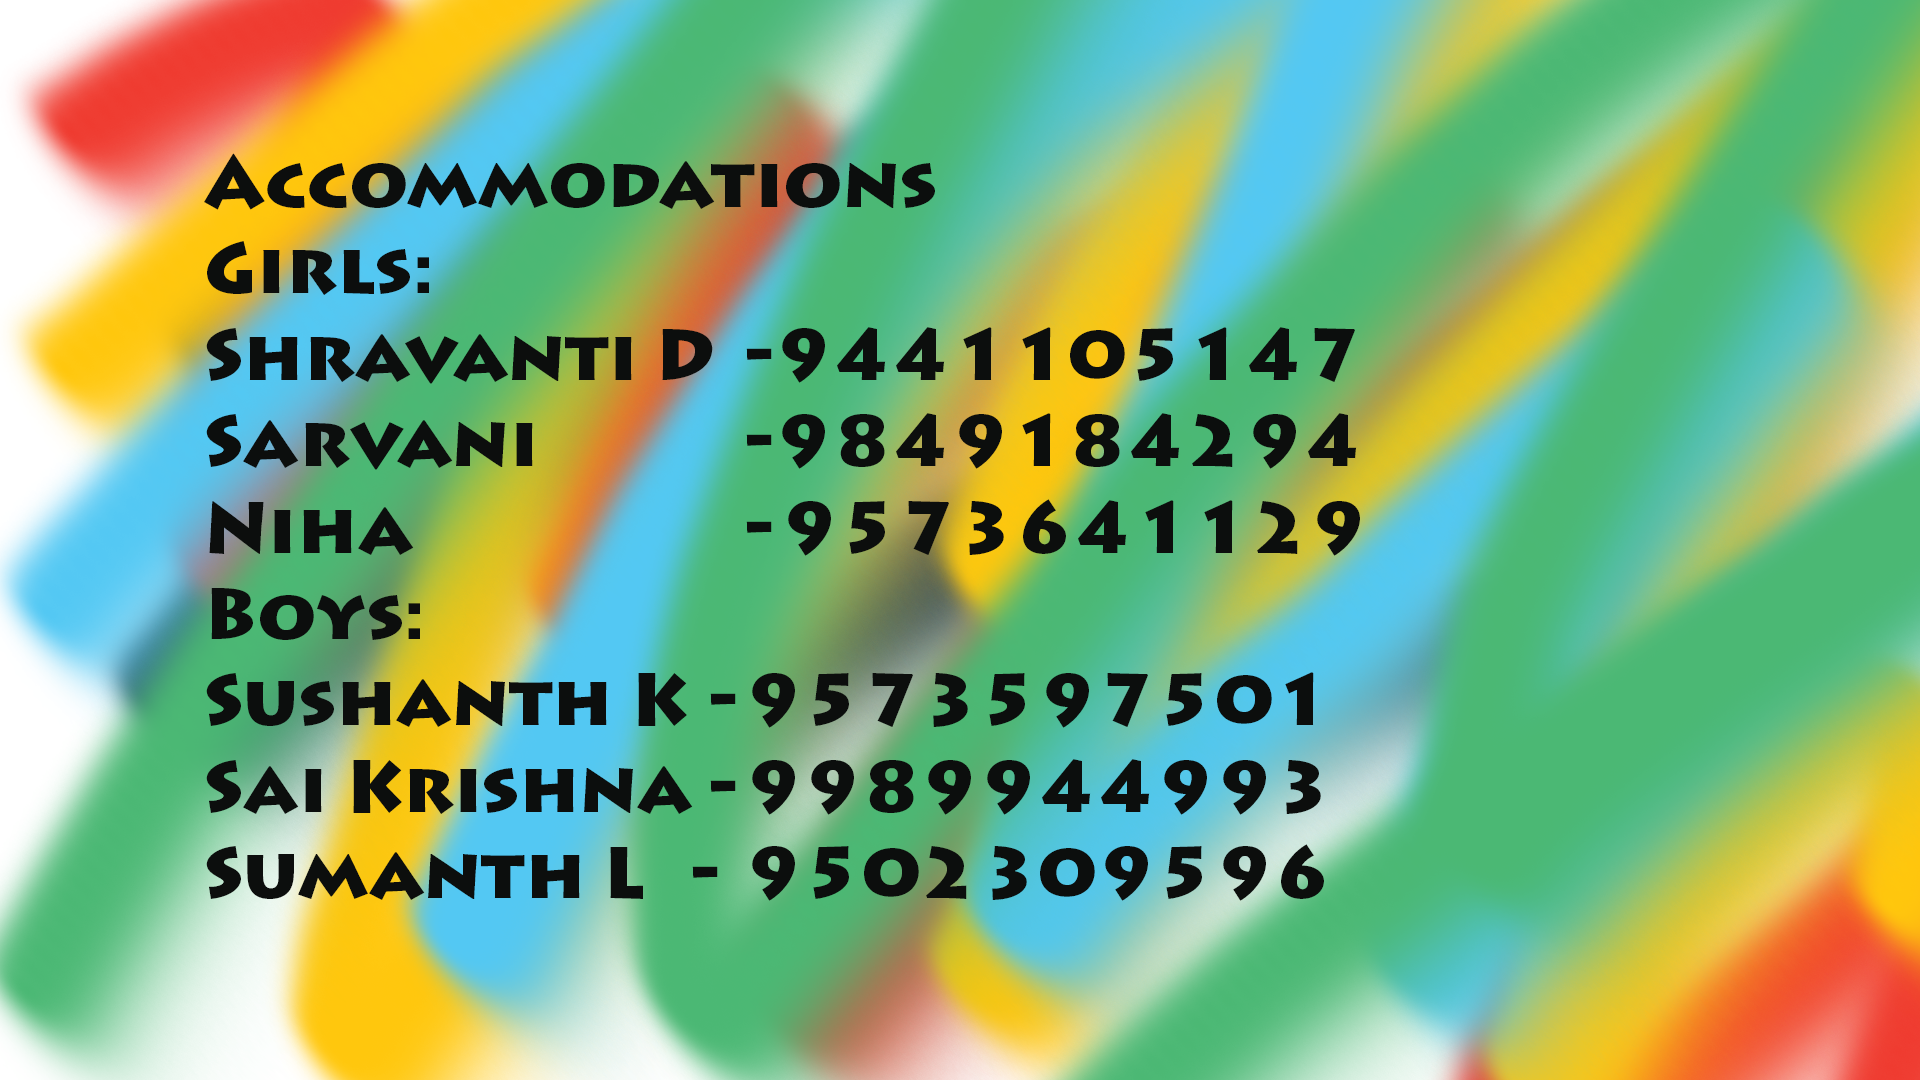 Accommodations
Girls:
Shravanti D -9441105147
Sarvani -9849184294
Niha -9573641129
Boys:
Sushanth K -9573597501
Sai Krishna -9989944993
Sumanth L - 9502309596